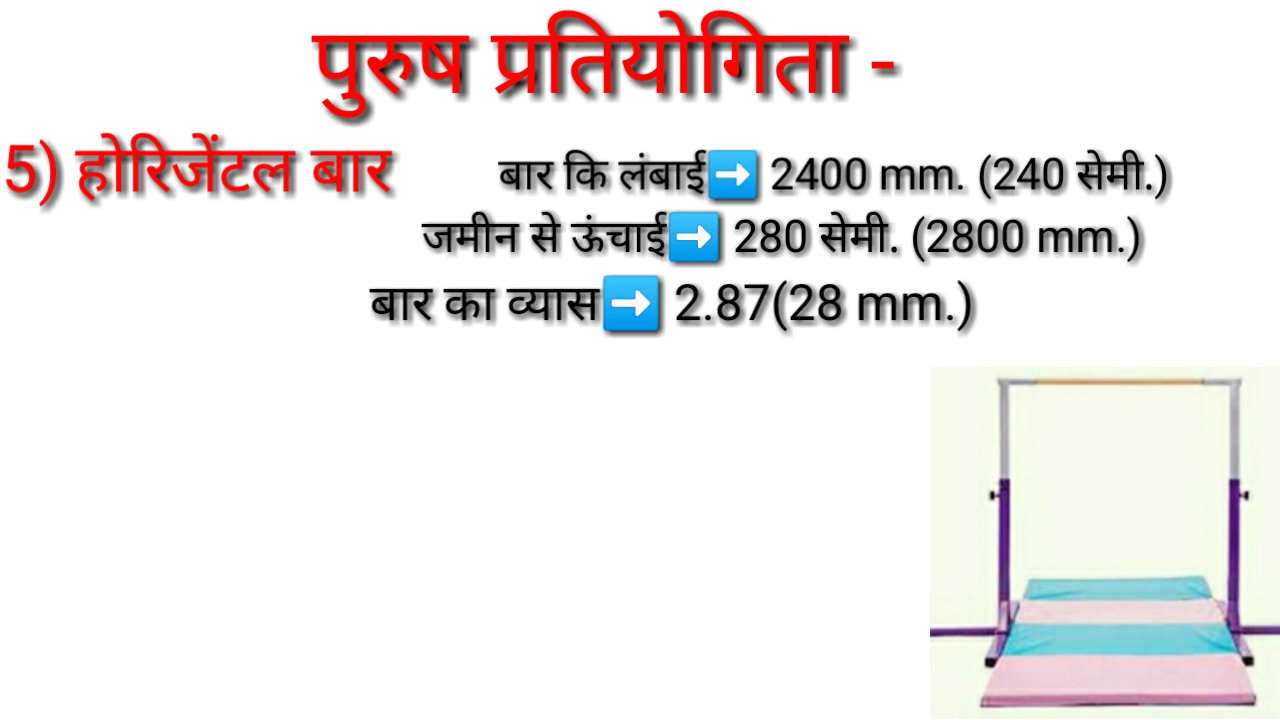 पुरुष प्रतियोगिता -
5) होरिजेंटल बार
बार कि लंबाई➡️ 2400 mm. (240 सेमी.)
जमीन से ऊंचाई➡️ 280 सेमी. (2800 mm.)
बार का व्यास➡️ 2.87(28 mm.)